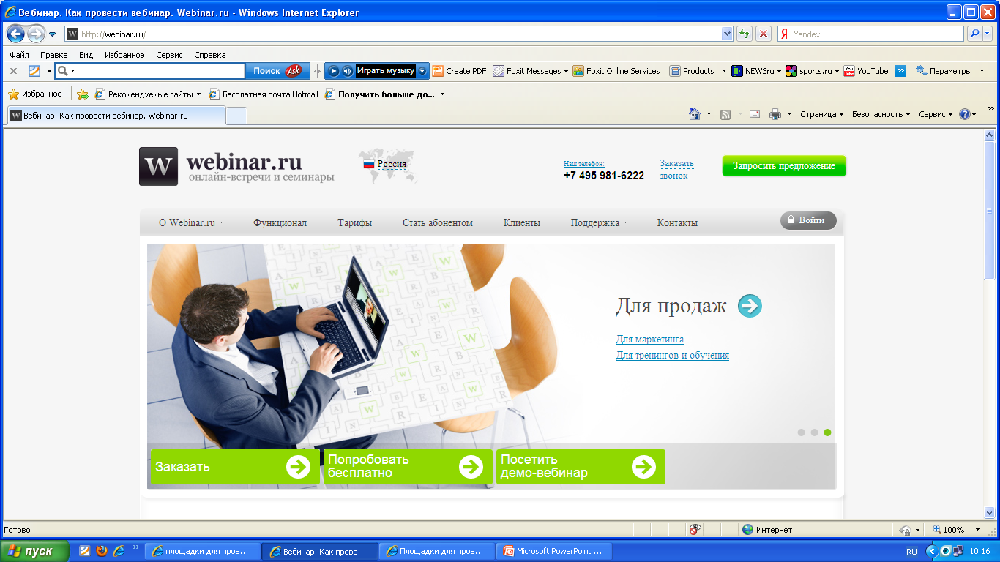 Вебинар. Как провести вебинар. Webinar.ru - Windows Internet Explorer
http://webinar.ru/
Yandex
Файл Правка Вид Избранное Сервис Справка
Поиск Ask Играть музыку Create PDF Foxit Messages Foxit Online Services Products NEWSru sports.ru YouTube Параметры
Избранное Рекомендуемые сайты Бесплатная почта Hotmail Получить больше до...
Вебинар. Как провести вебинар. Webinar.ru
Страница Безопасность Сервис
W webinar.ru
онлайн-встречи и семинары
Россия
Наш телефон:
+7 495 981-6222
Заказать
звонок
Запросить предложение
О Webinar.ru Функционал Тарифы Стать абонентом Клиенты Поддержка Контакты Войти
Для продаж
Для маркетинга
Для тренингов и обучения
Заказать
Попробовать
бесплатно
Посетить
демо-вебинар
Готово Интернет 100%
пуск площадки для пров... Вебинар. Как прове... Площадки для пров... Microsoft PowerPoint ... RU 10:16